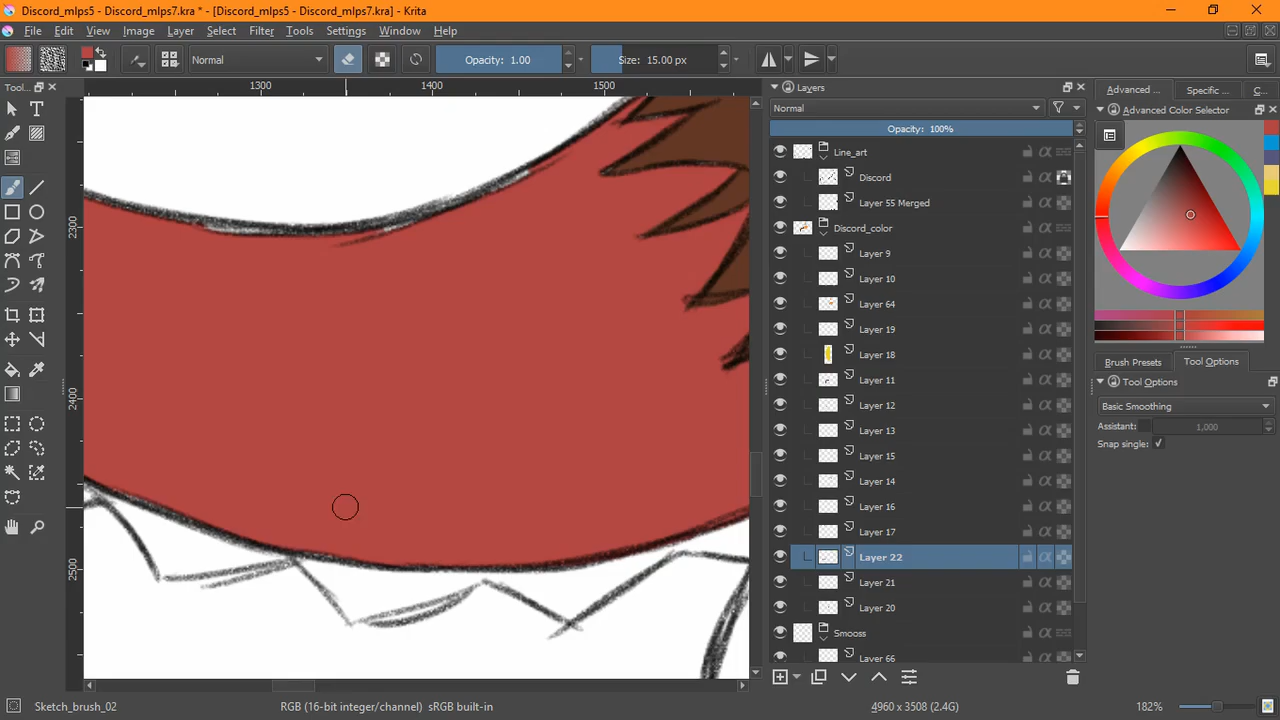 Discord_mlps5 - Discord_mlps7.kra * - [Discord_mlps5 - Discord_mlps7.kra] - Krita
File Edit View Image Layer Select Filter Tools Settings Window Help
Normal
Opacity: 1.00
Size: 15.00 px
Tool...
1300 1400 1500
2300
2400
2500
Layers
Normal
Opacity: 100%
Line_art
Discord
Layer 55 Merged
Discord_color
Layer 9
Layer 10
Layer 64
Layer 19
Layer 18
Layer 11
Layer 12
Layer 13
Layer 15
Layer 14
Layer 16
Layer 17
Layer 22
Layer 21
Layer 20
Smooss
Layer 66
Advanced ... Specific ... C...
Advanced Color Selector
Brush Presets Tool Options
Tool Options
Basic Smoothing
Assistant: 1,000
Snap single: ✓
Sketch_brush_02
RGB (16-bit integer/channel) sRGB built-in
4960 x 3508 (2.4G)
182%